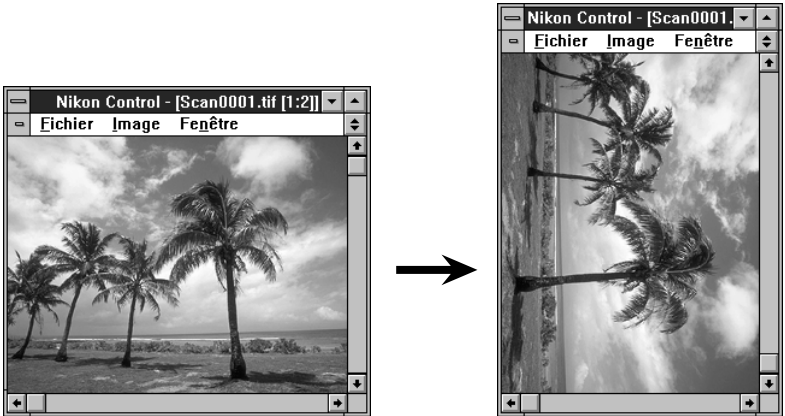 Nikon Control - [Scan0001.tif [1:2]]
Fichier Image Fenêtre
Nikon Control - [Scan0001.
Fichier Image Fenêtre